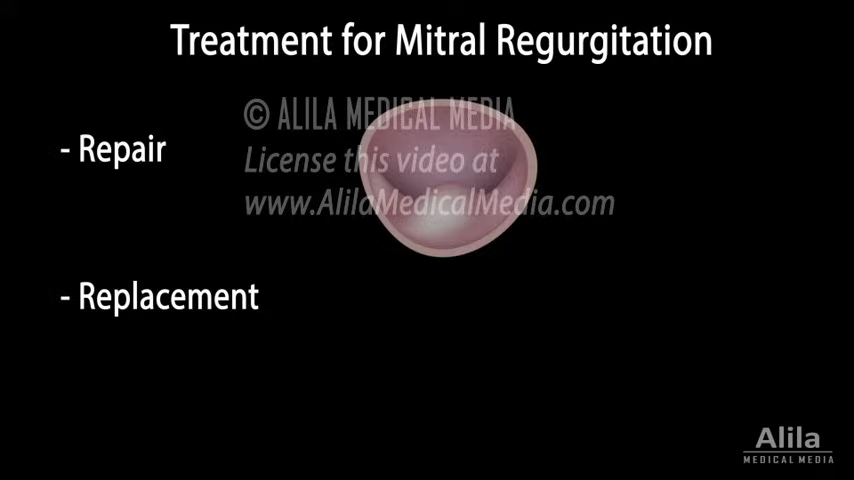 Treatment for Mitral Regurgitation
© ALILA MEDICAL MEDIA
- Repair
License this video at
www.AlilaMedicalMedia.com
- Replacement
Alila
MEDICAL MEDIA